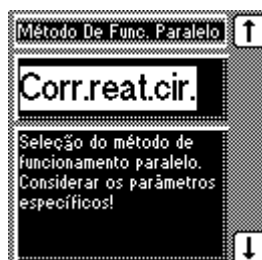 Método De Func. Paralelo
Corr.reat.cir.
Seleção do método de
funcionamento paralelo.
Considerar os parâmetros
específicos!